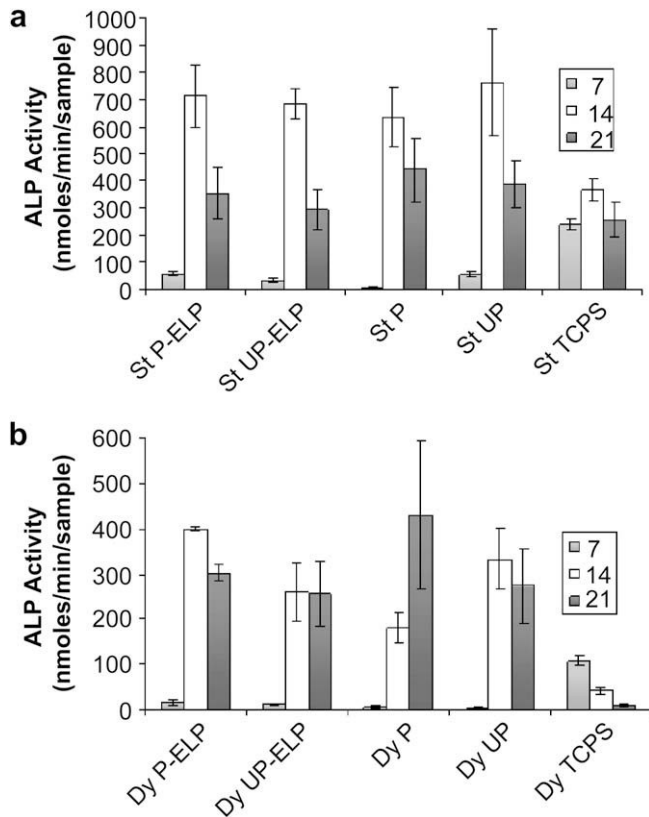 a
ALP Activity
(nmoles/min/sample)
1000
900
800
700
600
500
400
300
200
100
0
7
14
21
St P-ELP
St UP-ELP
St P
St UP
St TCPS
b
ALP Activity
(nmoles/min/sample)
600
500
400
300
200
100
0
7
14
21
Dy P-ELP
Dy UP-ELP
Dy P
Dy UP
Dy TCPS